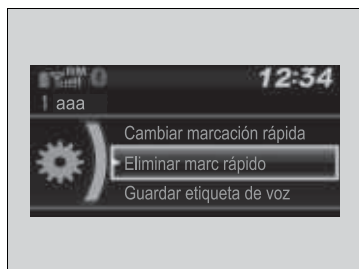 12:34
1 aaa
Cambiar marcación rápida
Eliminar marc rápido
Guardar etiqueta de voz